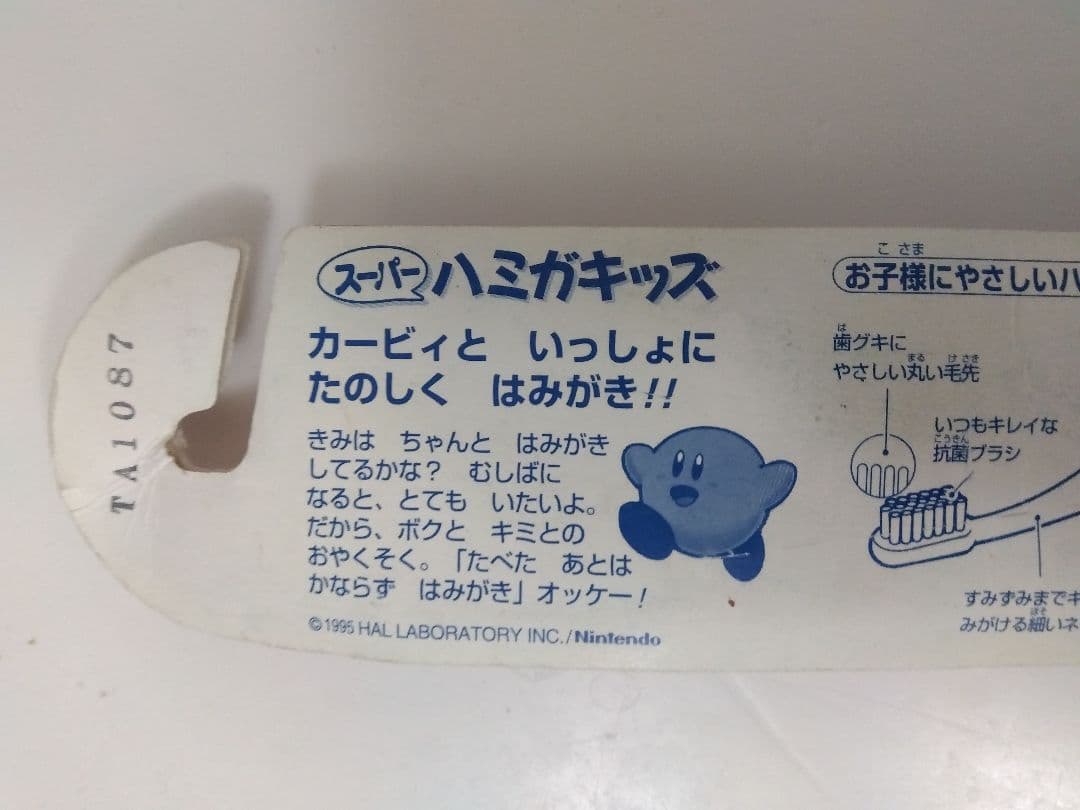 TA1087
スーパーハミガキッズ
カービィと いっしょに
たのしく はみがき!!
きみは ちゃんと はみがき
してるかな? むしばに
なると、とても いたいよ。
だから、ボクと キミとの
おやくそく。「たべた あとは
かならず はみがき」オッケー!
©1995 HAL LABORATORY INC./Nintendo
こ さま
お子様にやさしいハ
は
歯グキに
まる けさき
やさしい丸い毛先
いつもキレイな
こうきん
抗菌ブラシ
すみずみまでキ
ほそ
みがける細いネ